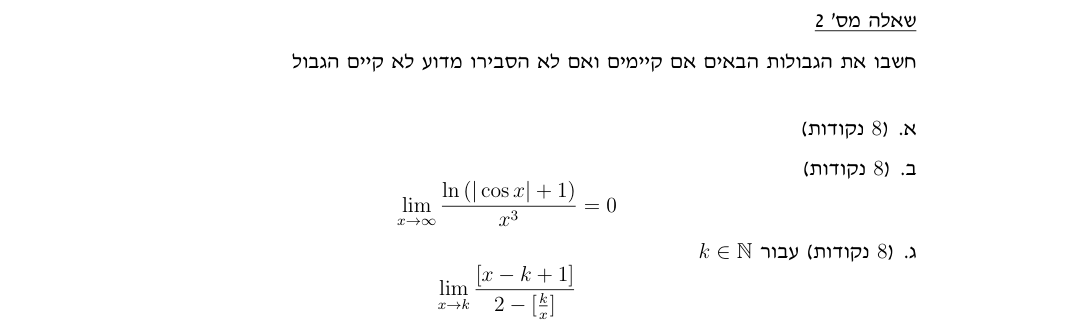 שאלה מס' 2
חשבו את הגבולות הבאים אם קיימים ואם לא הסבירו מדוע לא קיים הגבול
א. (8 נקודות)
ב. (8 נקודות)
$\lim_{x \to \infty} \frac{\ln(|\cos x| + 1)}{x^3} = 0$
ג. (8 נקודות) עבור $k \in \mathbb{N}$
$\lim_{x \to k} \frac{[x - k + 1]}{2 - [\frac{k}{x}]}$